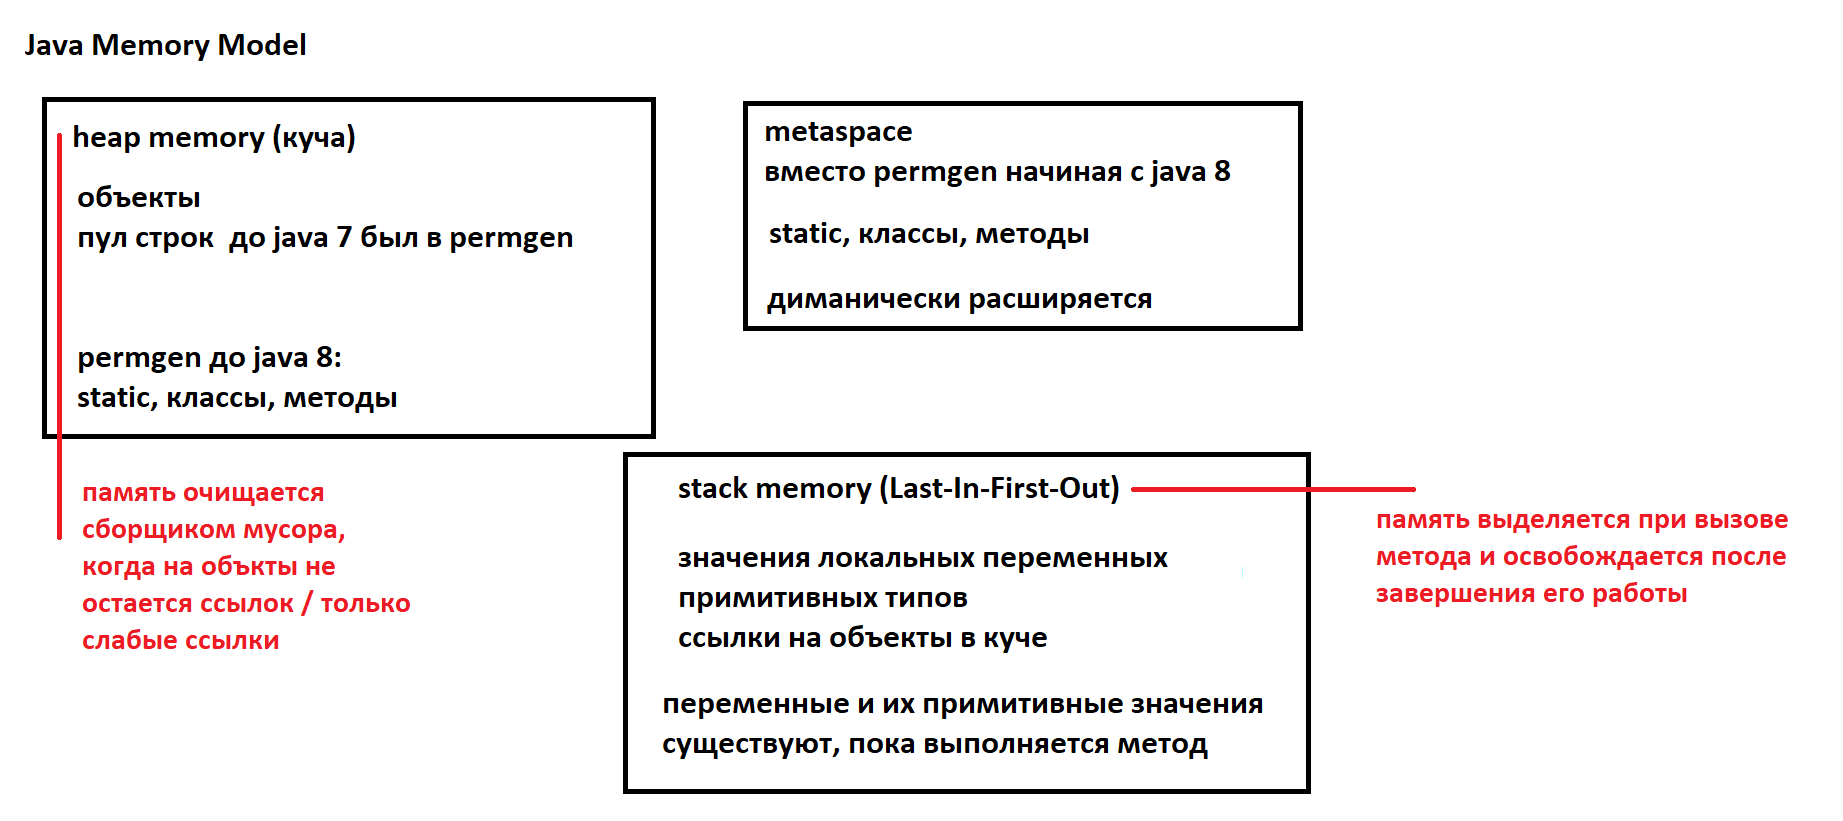 Java Memory Model
heap memory (куча)
объекты
пул строк  до java 7 был в permgen
permgen до java 8:
static, классы, методы
память очищается
сборщиком мусора,
когда на объкты не
остается ссылок / только
слабые ссылки
metaspace
вместо permgen начиная с java 8
static, классы, методы
диманически расширяется
stack memory (Last-In-First-Out)
значения локальных переменных
примитивных типов
ссылки на объекты в куче
переменные и их примитивные значения
существуют, пока выполняется метод
память выделяется при вызове
метода и освобождается после
завершения его работы